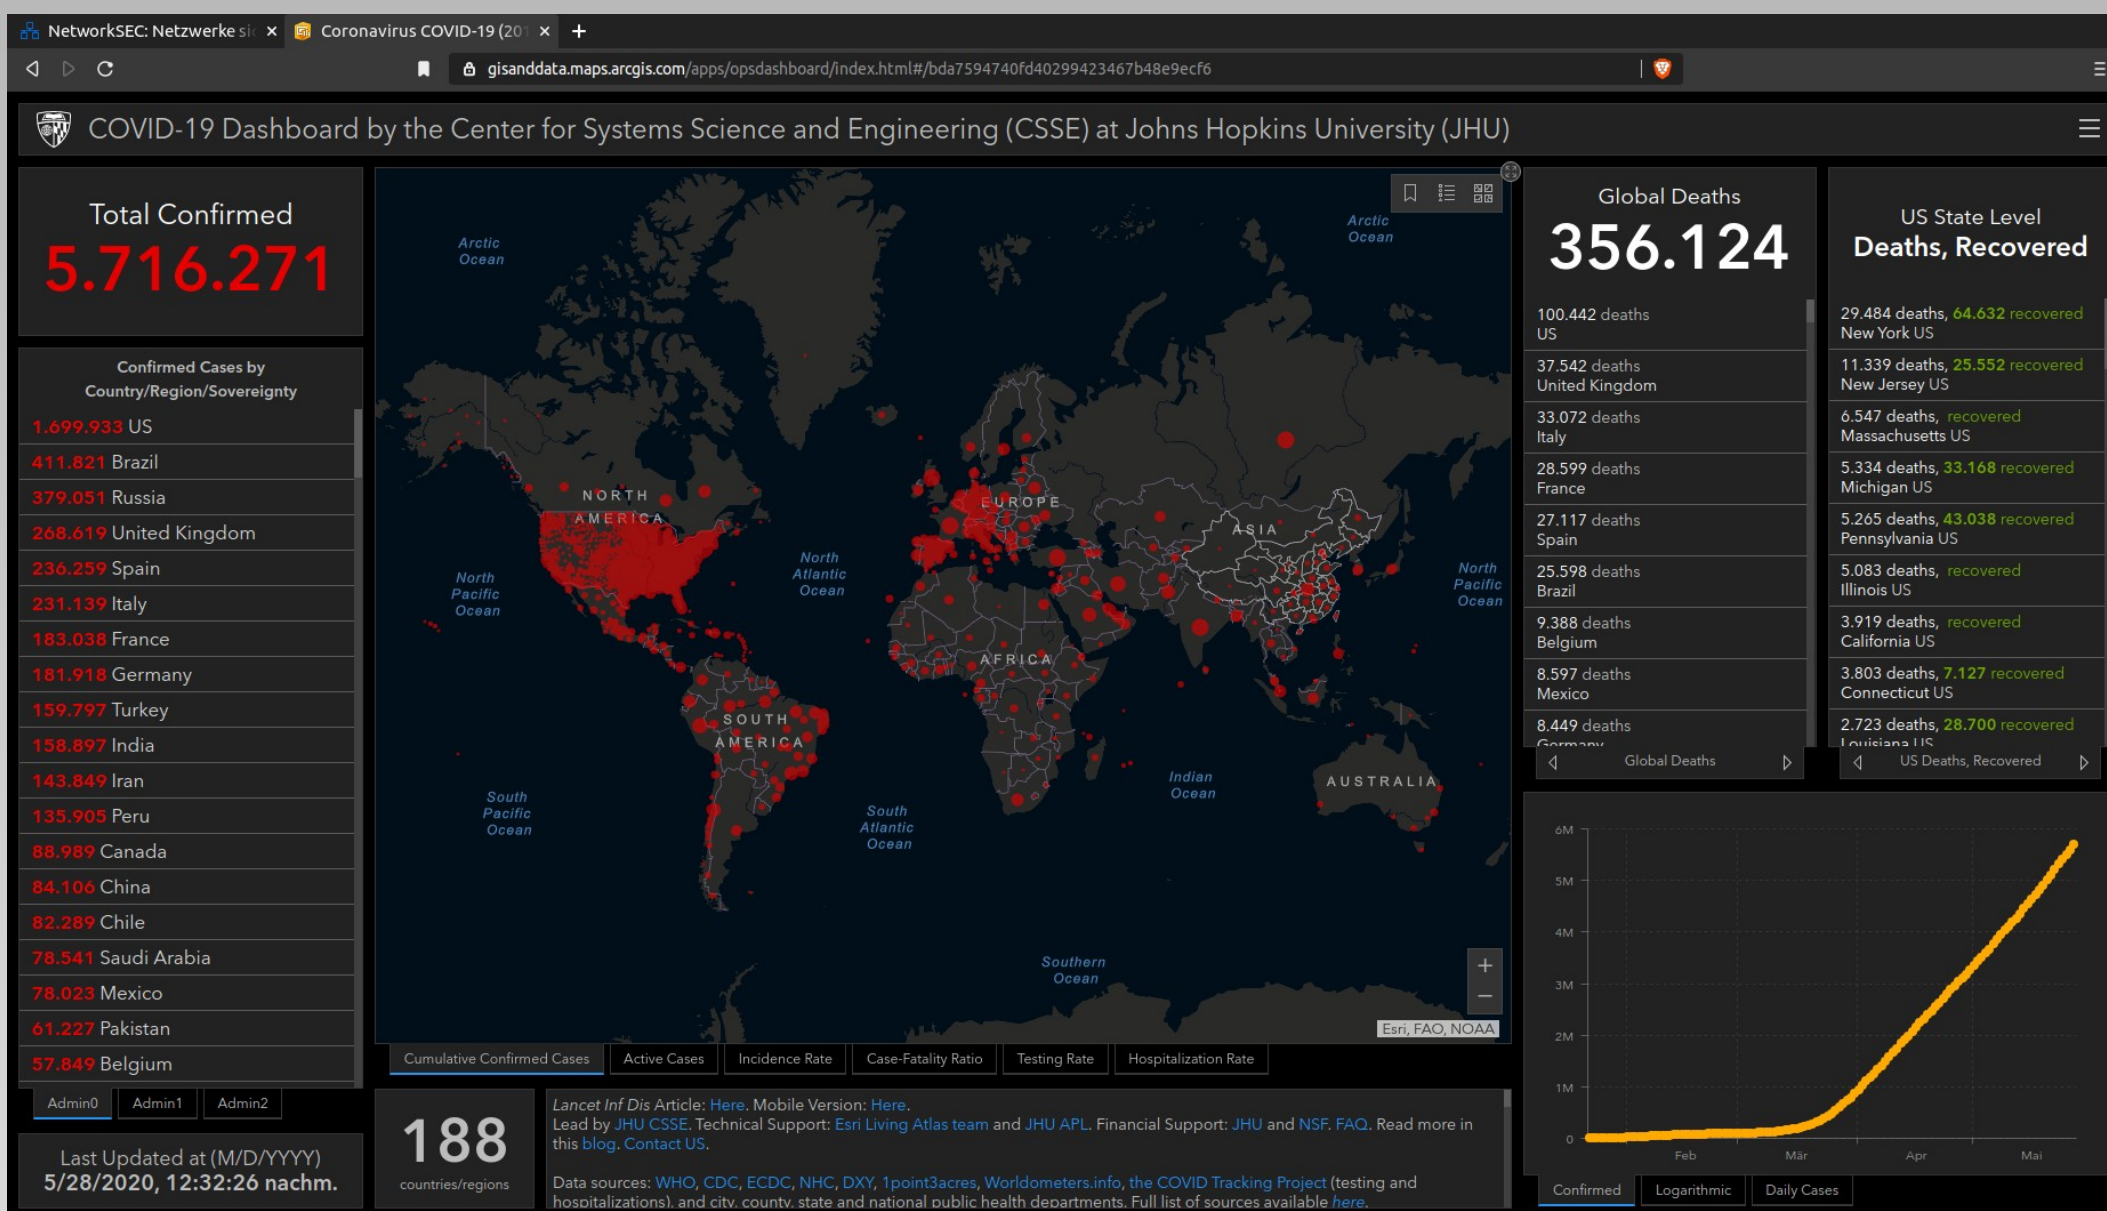 NetworkSEC: Netzwerke sic
Coronavirus COVID-19 (201
gisanddata.maps.arcgis.com/apps/opsdashboard/index.html#/bda7594740fd40299423467b48e9ecf6
COVID-19 Dashboard by the Center for Systems Science and Engineering (CSSE) at Johns Hopkins University (JHU)
Total Confirmed
5.716.271
Confirmed Cases by
Country/Region/Sovereignty
1.699.933 US
411.821 Brazil
379.051 Russia
268.619 United Kingdom
236.259 Spain
231.139 Italy
183.038 France
181.918 Germany
159.797 Turkey
158.897 India
143.849 Iran
135.905 Peru
88.989 Canada
84.106 China
82.289 Chile
78.541 Saudi Arabia
78.023 Mexico
61.227 Pakistan
57.849 Belgium
Admin0
Admin1
Admin2
Last Updated at (M/D/YYYY)
5/28/2020, 12:32:26 nachm.
Arctic
Ocean
Arctic
Ocean
NORTH
AMERICA
EUROPE
ASIA
North
Pacific
Ocean
North
Atlantic
Ocean
North
Pacific
Ocean
AFRICA
SOUTH
AMERICA
AUSTRALIA
Indian
Ocean
South
Pacific
Ocean
South
Atlantic
Ocean
Southern
Ocean
+
−
Esri, FAO, NOAA
Cumulative Confirmed Cases
Active Cases
Incidence Rate
Case-Fatality Ratio
Testing Rate
Hospitalization Rate
188
countries/regions
Lancet Inf Dis Article: Here. Mobile Version: Here.
Lead by JHU CSSE. Technical Support: Esri Living Atlas team and JHU APL. Financial Support: JHU and NSF. FAQ. Read more in
this blog. Contact US.
Data sources: WHO, CDC, ECDC, NHC, DXY, 1point3acres, Worldometers.info, the COVID Tracking Project (testing and
hospitalizations), and city, county, state and national public health departments. Full list of sources available here.
Global Deaths
356.124
100.442 deaths
US
37.542 deaths
United Kingdom
33.072 deaths
Italy
28.599 deaths
France
27.117 deaths
Spain
25.598 deaths
Brazil
9.388 deaths
Belgium
8.597 deaths
Mexico
8.449 deaths
Germany
Global Deaths
US State Level
Deaths, Recovered
29.484 deaths, 64.632 recovered
New York US
11.339 deaths, 25.552 recovered
New Jersey US
6.547 deaths, recovered
Massachusetts US
5.334 deaths, 33.168 recovered
Michigan US
5.265 deaths, 43.038 recovered
Pennsylvania US
5.083 deaths, recovered
Illinois US
3.919 deaths, recovered
California US
3.803 deaths, 7.127 recovered
Connecticut US
2.723 deaths, 28.700 recovered
Louisiana US
US Deaths, Recovered
6M
5M
4M
3M
2M
1M
0
Feb
Mär
Apr
Mai
Confirmed
Logarithmic
Daily Cases